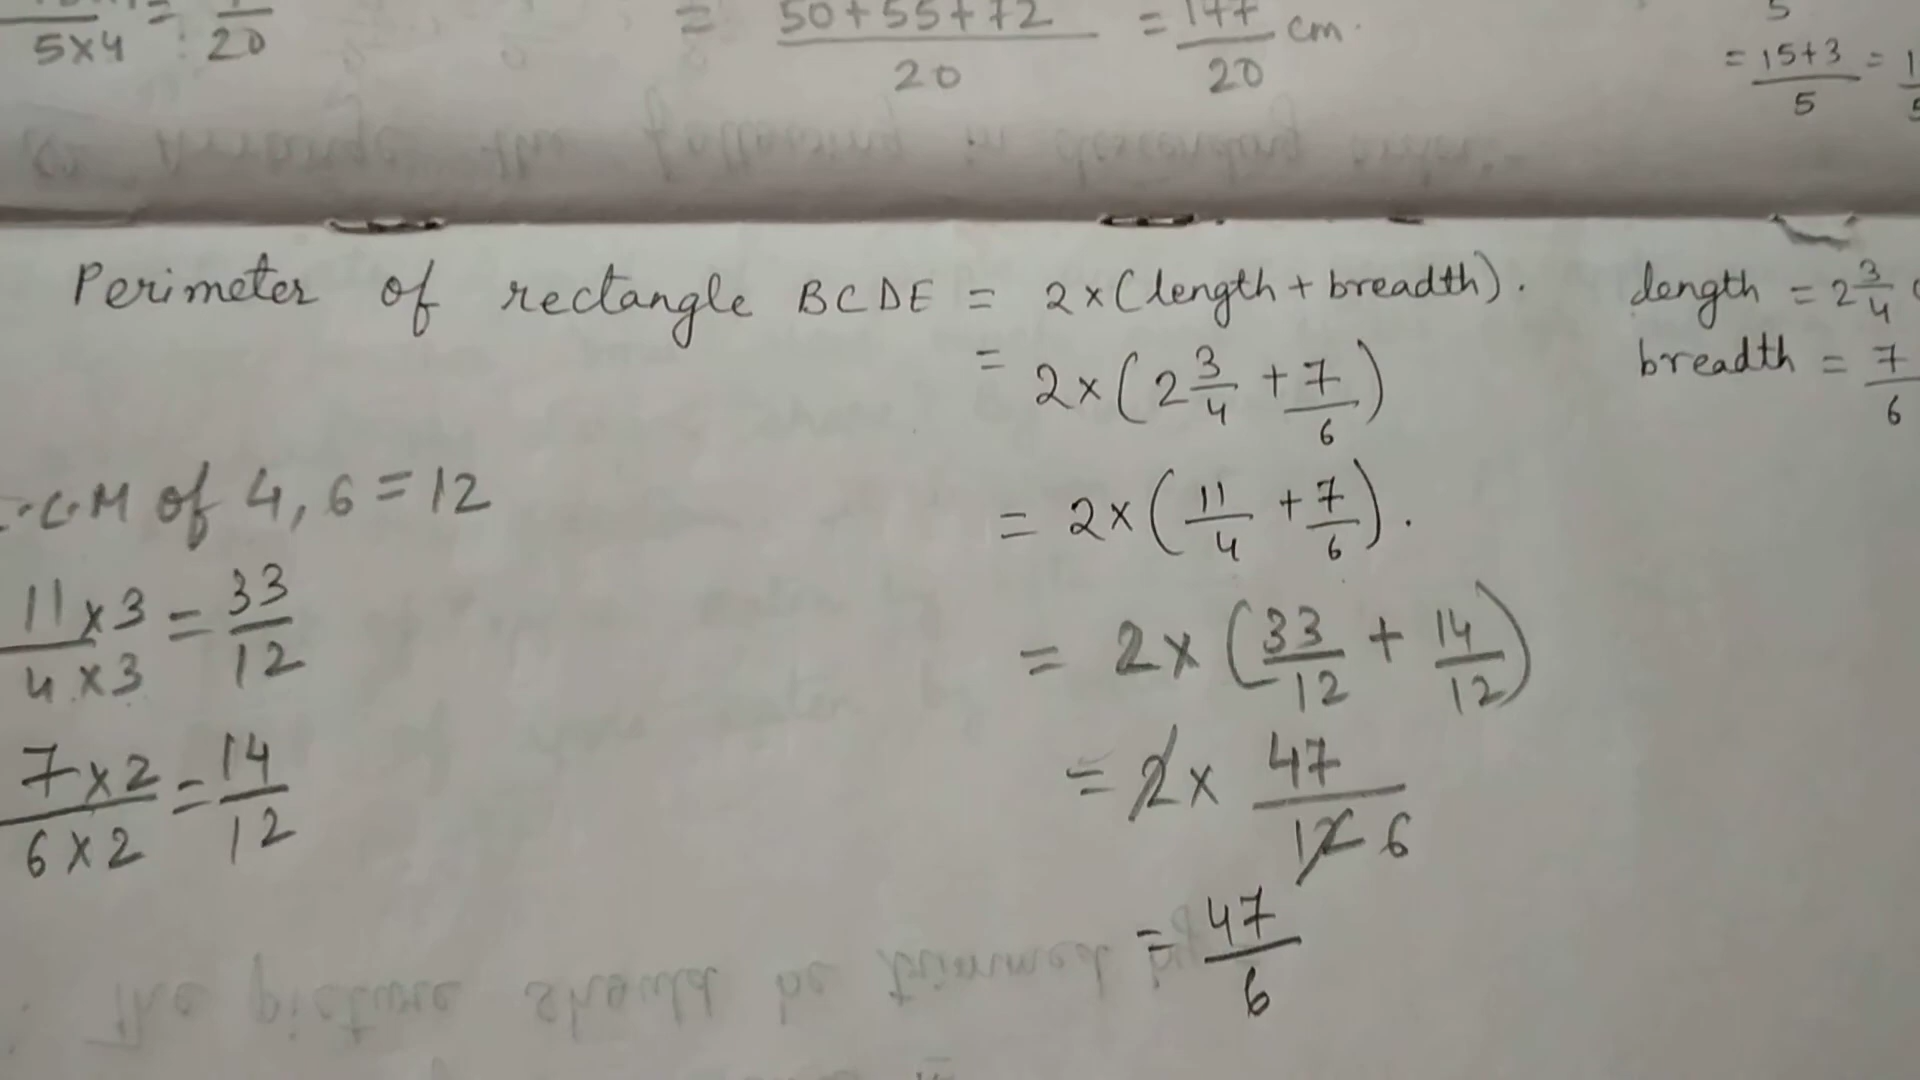 5x4 = 20
= 50+55+72/20 = 177/20 cm.
5
= 15+3/5 =
Perimeter of rectangle BCDE = 2×(length + breadth).
length = 2 3/4
breadth = 7/6
= 2×(2 3/4 + 7/6)
L.C.M of 4, 6 = 12
= 2×(11/4 + 7/6).
11×3/4×3 = 33/12
= 2×(33/12 + 14/12)
7×2/6×2 = 14/12
= 2× 47/12 6
= 47/6